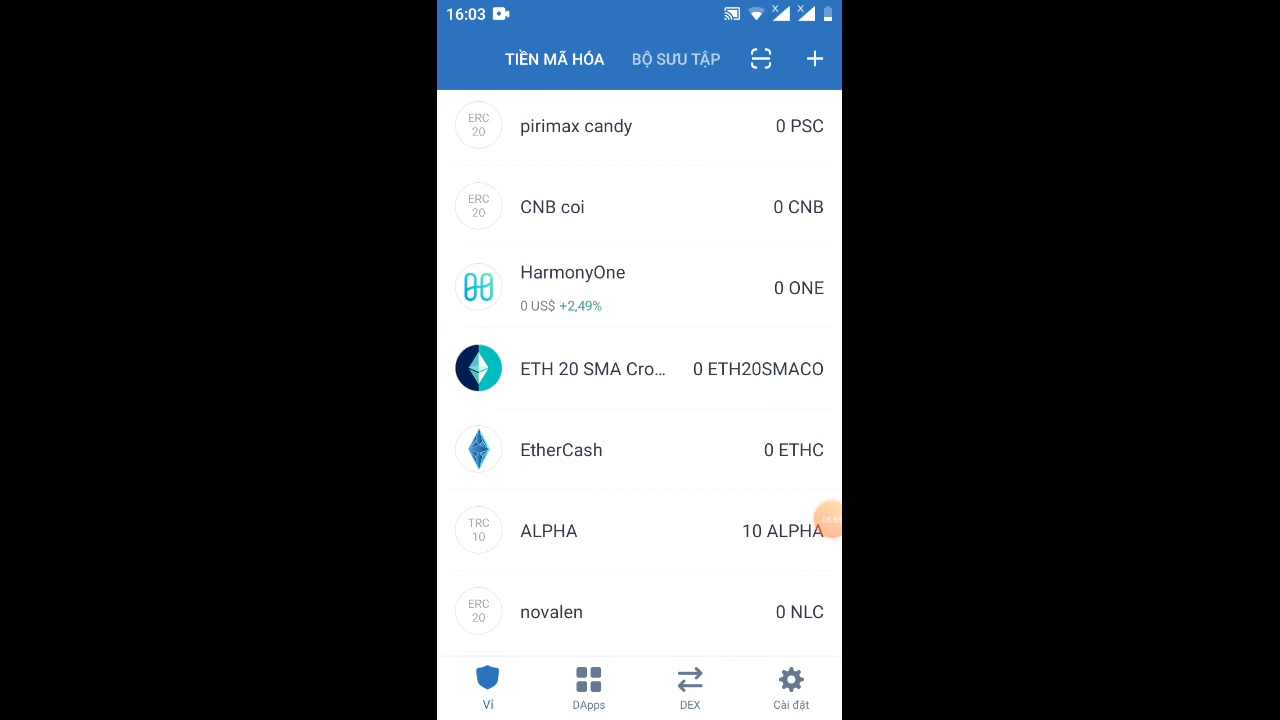 16:03
TIỀN MÃ HÓA BỘ SƯU TẬP
ERC
20
pirimax candy 0 PSC
ERC
20
CNB coi 0 CNB
HarmonyOne
0 US$ +2,49%
0 ONE
ETH 20 SMA Cro... 0 ETH20SMACO
EtherCash 0 ETHC
TRC
10
ALPHA 10 ALPHA
ERC
20
novalen 0 NLC
Ví DApps DEX Cài đặt